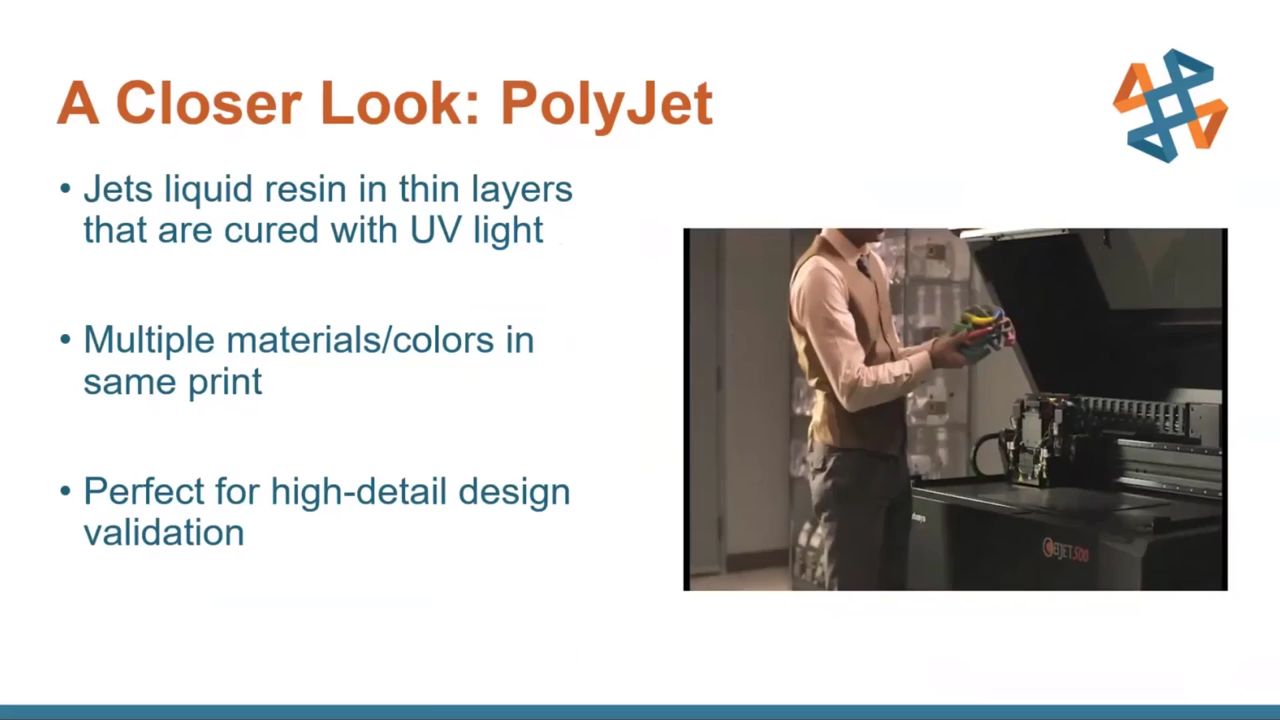 A Closer Look: PolyJet
• Jets liquid resin in thin layers
that are cured with UV light
• Multiple materials/colors in
same print
• Perfect for high-detail design
validation